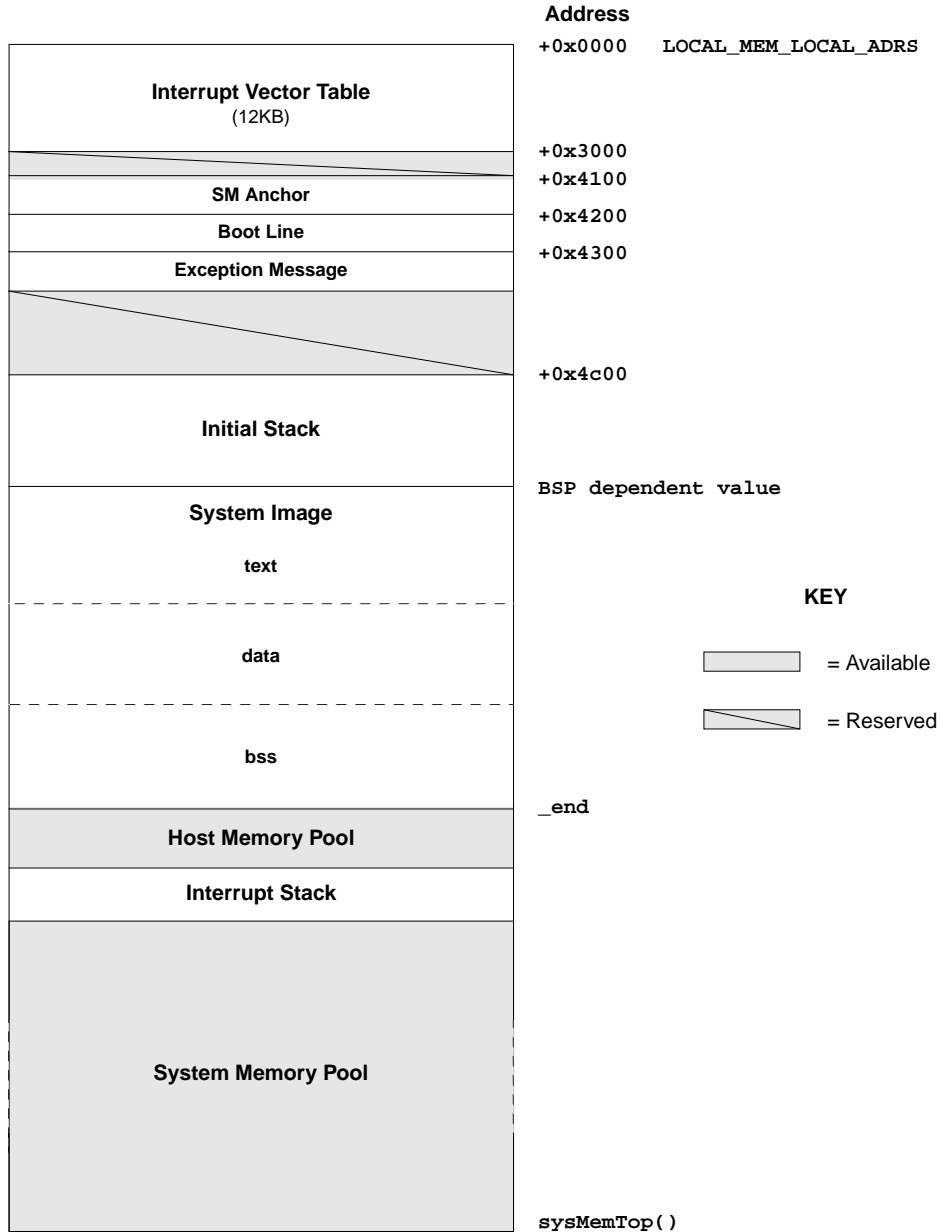 Address
+0x0000 LOCAL_MEM_LOCAL_ADRS
Interrupt Vector Table
(12KB)
+0x3000
+0x4100
SM Anchor
+0x4200
Boot Line
+0x4300
Exception Message
+0x4c00
Initial Stack
BSP dependent value
System Image
text
KEY
data
= Available
= Reserved
bss
_end
Host Memory Pool
Interrupt Stack
System Memory Pool
sysMemTop()